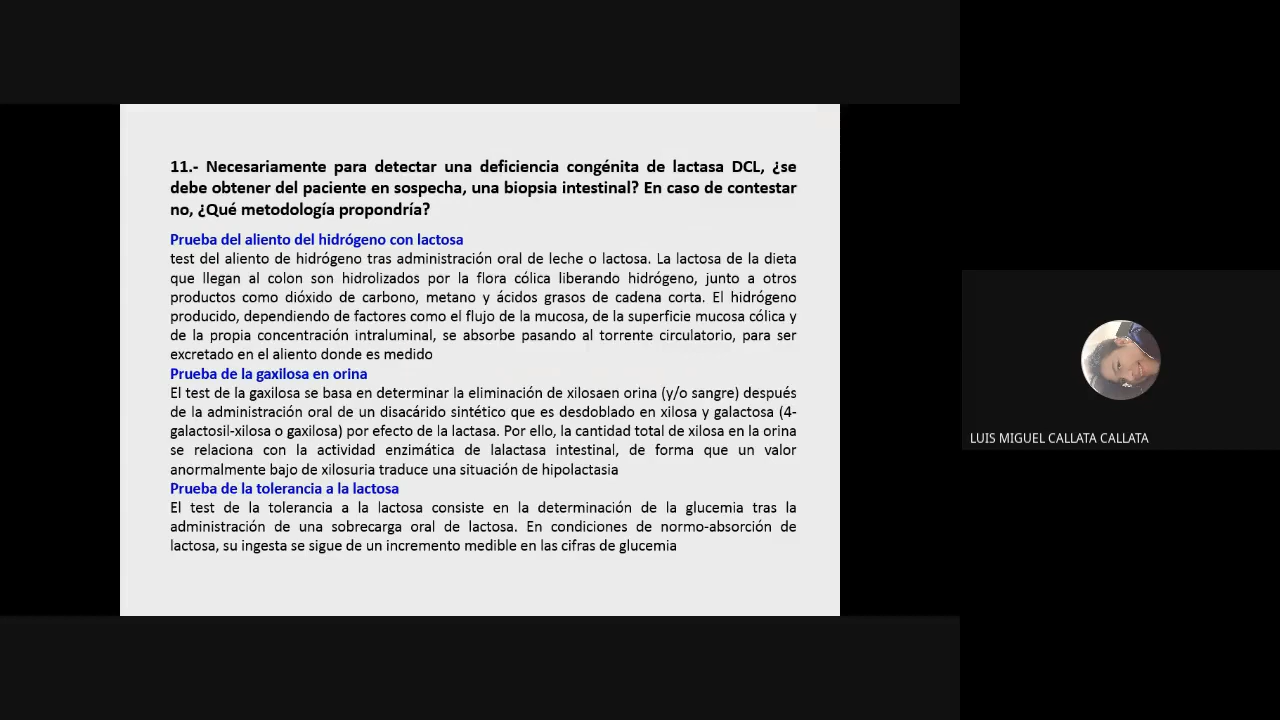 11.- Necesariamente para detectar una deficiencia congénita de lactasa DCL, ¿se
debe obtener del paciente en sospecha, una biopsia intestinal? En caso de contestar
no, ¿Qué metodología propondría?
Prueba del aliento del hidrógeno con lactosa
test del aliento de hidrógeno tras administración oral de leche o lactosa. La lactosa de la dieta
que llegan al colon son hidrolizados por la flora cólica liberando hidrógeno, junto a otros
productos como dióxido de carbono, metano y ácidos grasos de cadena corta. El hidrógeno
producido, dependiendo de factores como el flujo de la mucosa, de la superficie mucosa cólica y
de la propia concentración intraluminal, se absorbe pasando al torrente circulatorio, para ser
excretado en el aliento donde es medido
Prueba de la gaxilosa en orina
El test de la gaxilosa se basa en determinar la eliminación de xilosaen orina (y/o sangre) después
de la administración oral de un disacárido sintético que es desdoblado en xilosa y galactosa (4-
galactosil-xilosa o gaxilosa) por efecto de la lactasa. Por ello, la cantidad total de xilosa en la orina
se relaciona con la actividad enzimática de lalactasa intestinal, de forma que un valor
anormalmente bajo de xilosuria traduce una situación de hipolactasia
Prueba de la tolerancia a la lactosa
El test de la tolerancia a la lactosa consiste en la determinación de la glucemia tras la
administración de una sobrecarga oral de lactosa. En condiciones de normo-absorción de
lactosa, su ingesta se sigue de un incremento medible en las cifras de glucemia
LUIS MIGUEL CALLATA CALLATA